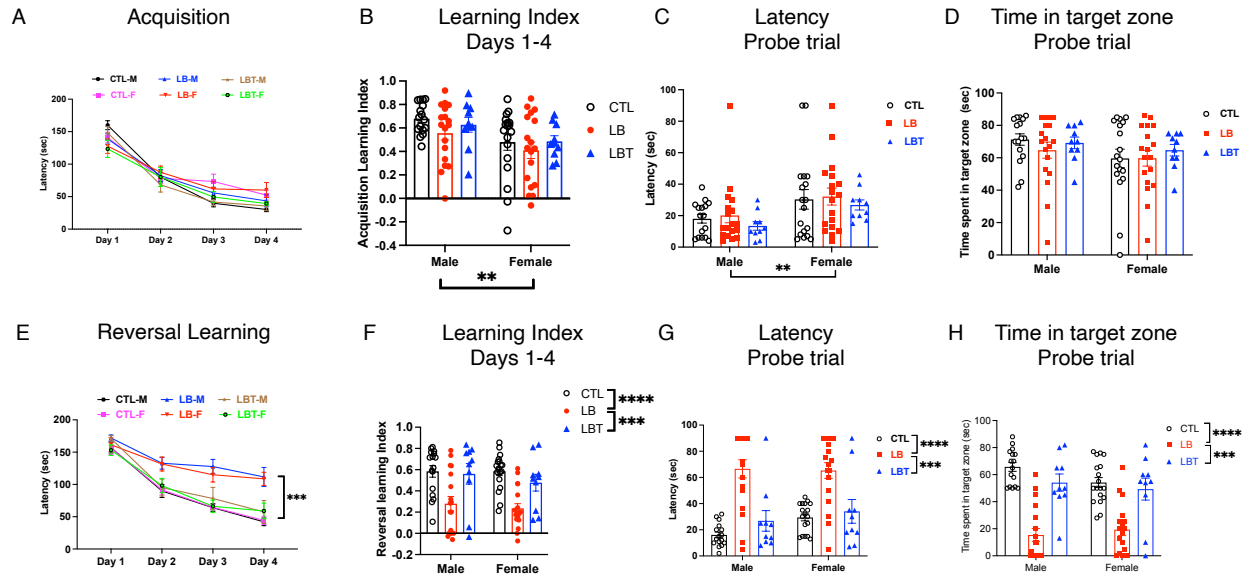 A
Acquisition
CTL-M
LB-M
LBT-M
CTL-F
LB-F
LBT-F
Latency (sec)
200
150
100
50
0
Day 1
Day 2
Day 3
Day 4
B
Learning Index
Days 1-4
CTL
LB
LBT
Acquisition Learning Index
1.0
0.8
0.6
0.4
0.2
0.0
-0.2
-0.4
Male
Female
**
C
Latency
Probe trial
CTL
LB
LBT
Latency (sec)
100
80
60
40
20
0
Male
Female
**
D
Time in target zone
Probe trial
CTL
LB
LBT
Time spent in target zone (sec)
100
80
60
40
20
0
Male
Female
E
Reversal Learning
CTL-M
LB-M
LBT-M
CTL-F
LB-F
LBT-F
Latency (sec)
200
150
100
50
0
Day 1
Day 2
Day 3
Day 4
***
F
Learning Index
Days 1-4
CTL
LB
LBT
****
***
Reversal learning Index
1.0
0.8
0.6
0.4
0.2
0.0
0.2
Male
Female
G
Latency
Probe trial
CTL
LB
LBT
****
***
Latency (sec)
100
80
60
40
20
0
Male
Female
H
Time in target zone
Probe trial
CTL
LB
LBT
****
***
Time spent in target zone (sec)
100
80
60
40
20
0
Male
Female